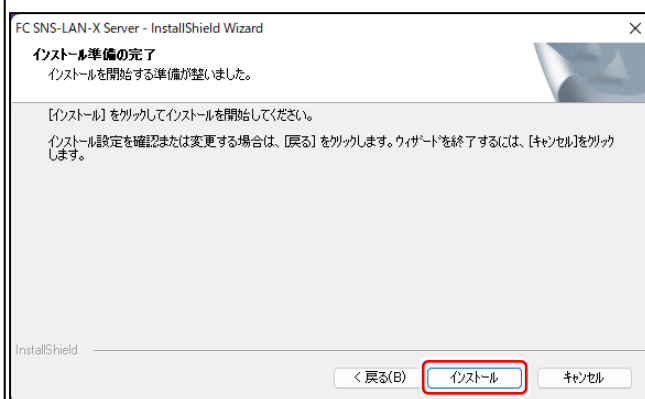 FC SNS-LAN-X Server - InstallShield Wizard
インストール準備の完了
インストールを開始する準備が整いました。
[インストール] をクリックしてインストールを開始してください。
インストール設定を確認または変更する場合は、[戻る] をクリックします。ウィザードを終了するには、[キャンセル]をクリック
します。
InstallShield
< 戻る(B)
インストール
キャンセル